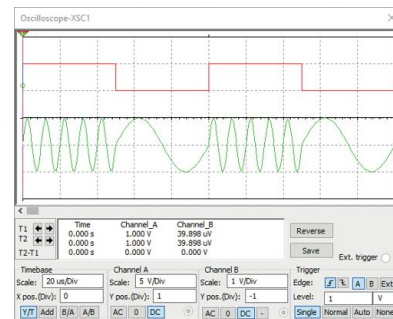 Oscilloscope-XSC1
Time Channel_A Channel_B
T1 0.000 s 1.000 V 39.898 uV
T2 0.000 s 1.000 V 39.898 uV
T2-T1 0.000 s 0.000 V 0.000 V
Reverse
Save
Ext. trigger
Timebase
Scale: 20 us/Div
X pos.(Div): 0
Y/T Add B/A A/B
Channel A
Scale: 5 V/Div
Y pos.(Div): 1
AC 0 DC
Channel B
Scale: 1 V/Div
Y pos.(Div): -1
AC 0 DC -
Trigger
Edge: A B Ext
Level: 1 V
Single Normal Auto None